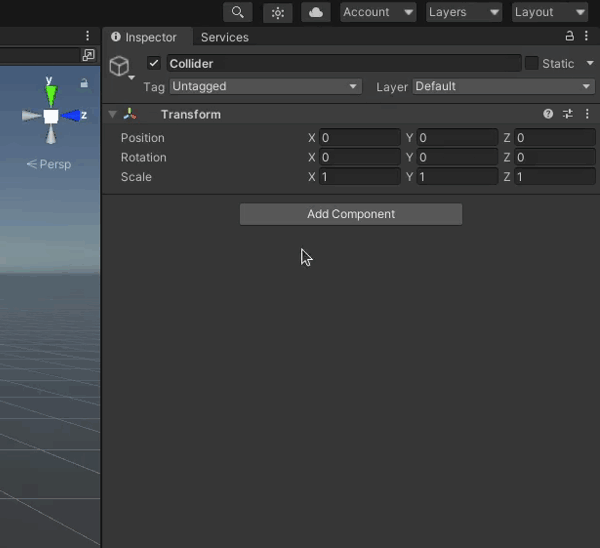 Account Layers Layout
Inspector Services
Collider Static
Tag Untagged Layer Default
y
z
Persp
Transform
Position X 0 Y 0 Z 0
Rotation X 0 Y 0 Z 0
Scale X 1 Y 1 Z 1
Add Component